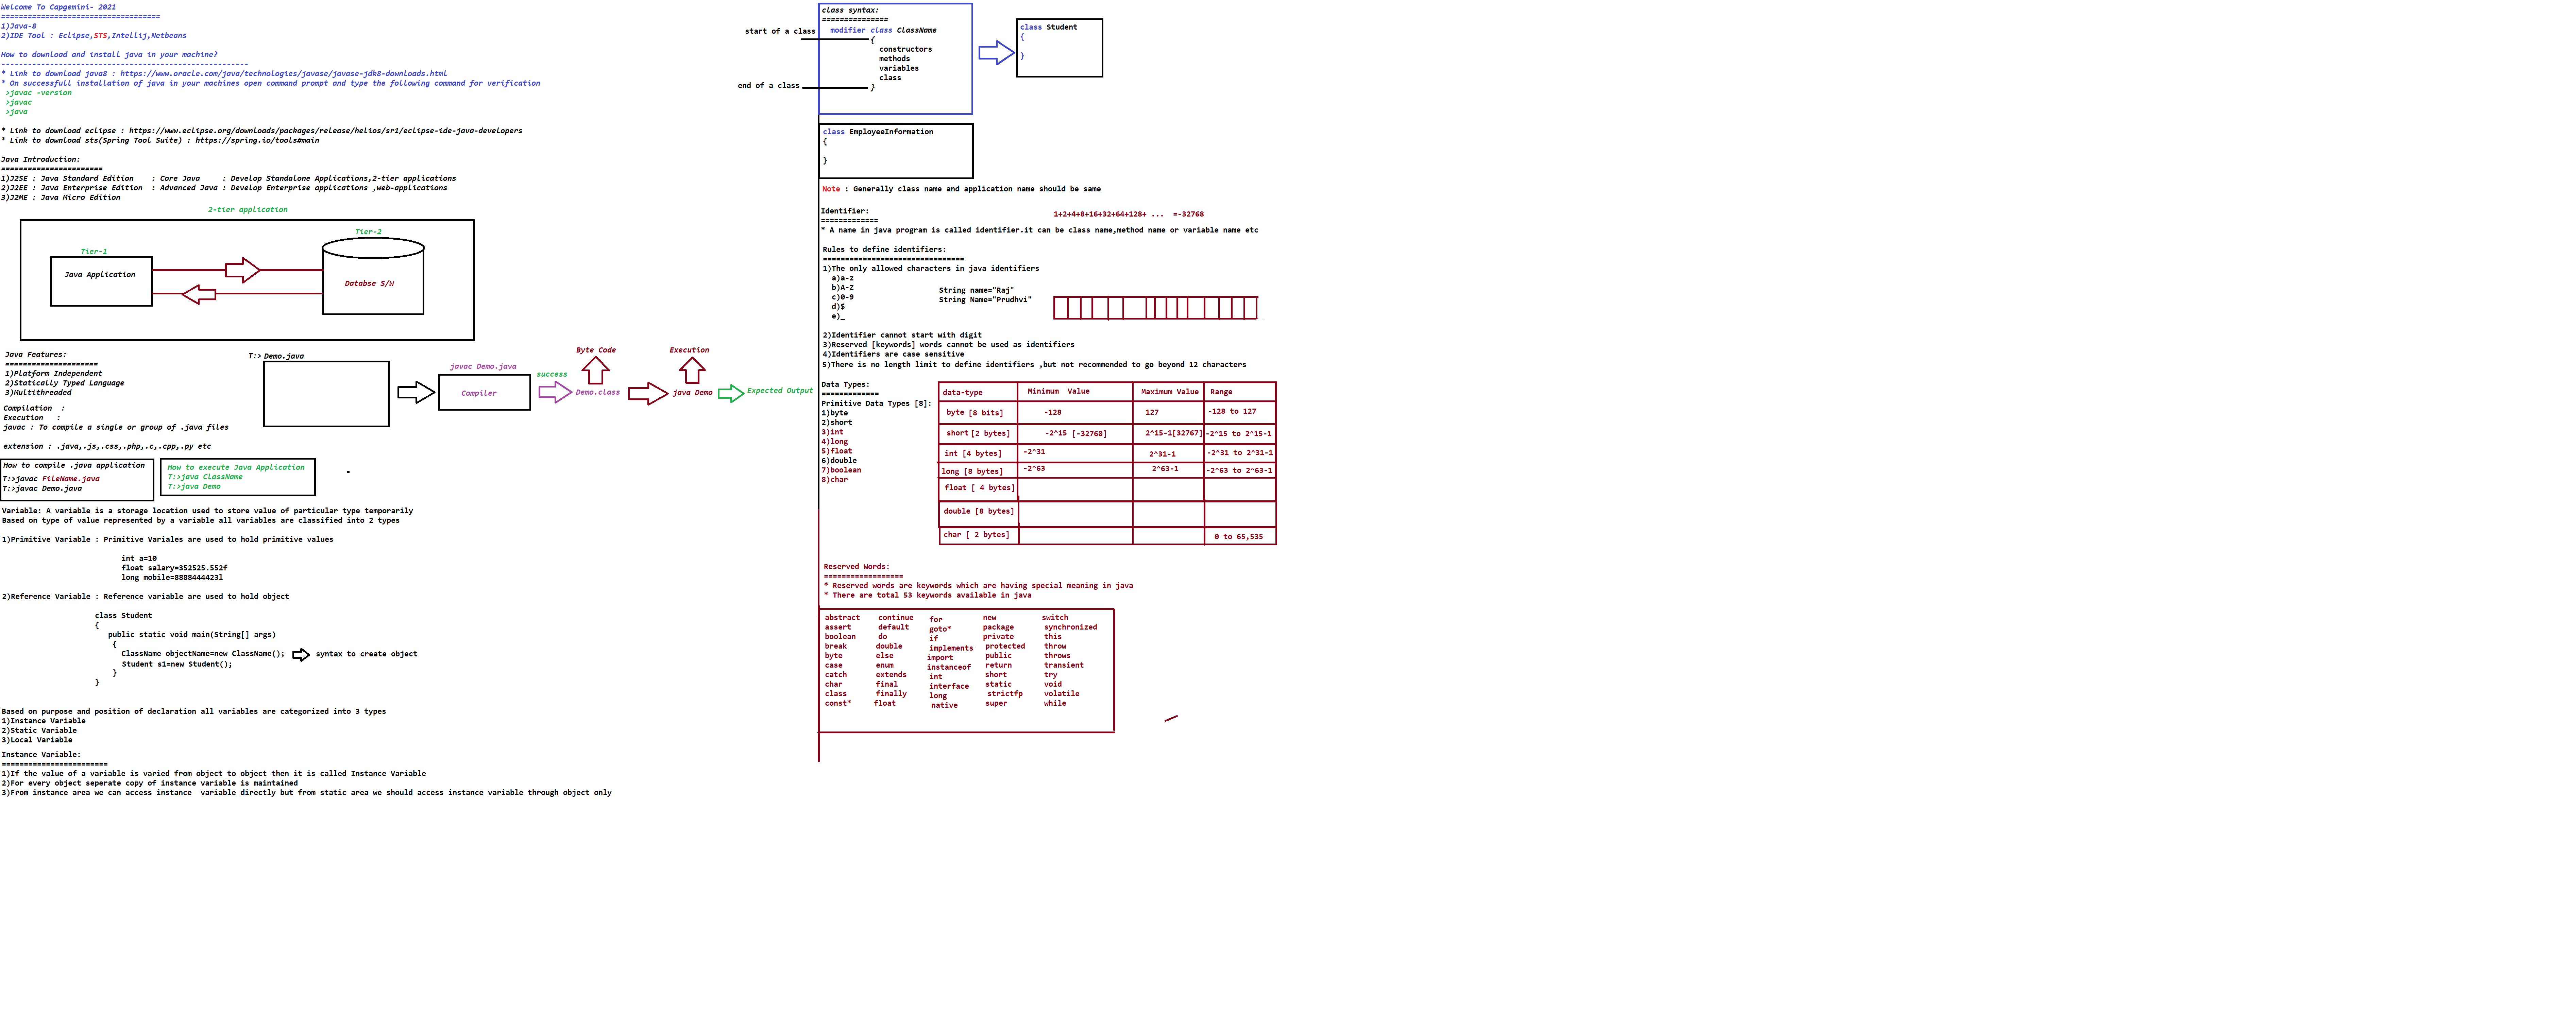 Welcome To Capgemini- 2021
====================================
1)Java-8
2)IDE Tool : Eclipse,STS,Intellij,Netbeans
How to download and install java in your machine?
--------------------------------------------------------
* Link to download java8 : https://www.oracle.com/java/technologies/javase/javase-jdk8-downloads.html
* On successfull installation of java in your machines open command prompt and type the following command for verification
>javac -version
>javac
>java
* Link to download eclipse : https://www.eclipse.org/downloads/packages/release/helios/sr1/eclipse-ide-java-developers
* Link to download sts(Spring Tool Suite) : https://spring.io/tools#main
Java Introduction:
=======================
1)J2SE : Java Standard Edition    : Core Java     : Develop Standalone Applications,2-tier applications
2)J2EE : Java Enterprise Edition  : Advanced Java : Develop Enterprise applications ,web-applications
3)J2ME : Java Micro Edition
2-tier application
Tier-1
Java Application
Tier-2
Databse S/W
Java Features:
=====================
1)Platform Independent
2)Statically Typed Language
3)Multithreaded
Compilation  :
Execution   :
javac : To compile a single or group of .java files
extension : .java,.js,.css,.php,.c,.cpp,.py etc
T:> Demo.java
javac Demo.java
Compiler
success
Byte Code
Demo.class
Execution
java Demo
Expected Output
How to compile .java application
T:>javac FileName.java
T:>javac Demo.java
How to execute Java Application
T:>java ClassName
T:>java Demo
Variable: A variable is a storage location used to store value of particular type temporarily
Based on type of value represented by a variable all variables are classified into 2 types
1)Primitive Variable : Primitive Variales are used to hold primitive values
int a=10
float salary=352525.552f
long mobile=8888444423l
2)Reference Variable : Reference variable are used to hold object
class Student
{
public static void main(String[] args)
{
ClassName objectName=new ClassName(); syntax to create object
Student s1=new Student();
}
}
Based on purpose and position of declaration all variables are categorized into 3 types
1)Instance Variable
2)Static Variable
3)Local Variable
Instance Variable:
========================
1)If the value of a variable is varied from object to object then it is called Instance Variable
2)For every object seperate copy of instance variable is maintained
3)From instance area we can access instance  variable directly but from static area we should access instance variable through object only
start of a class
end of a class
class syntax:
===============
modifier class ClassName
{
constructors
methods
variables
class
}
class Student
{
}
class EmployeeInformation
{
}
Note : Generally class name and application name should be same
Identifier:
=============
1+2+4+8+16+32+64+128+ ...  =-32768
* A name in java program is called identifier.it can be class name,method name or variable name etc
Rules to define identifiers:
================================
1)The only allowed characters in java identifiers
a)a-z
b)A-Z
c)0-9
d)$
e)_
String name="Raj"
String Name="Prudhvi"
2)Identifier cannot start with digit
3)Reserved [keywords] words cannot be used as identifiers
4)Identifiers are case sensitive
5)There is no length limit to define identifiers ,but not recommended to go beyond 12 characters
Data Types:
=============
Primitive Data Types [8]:
1)byte
2)short
3)int
4)long
5)float
6)double
7)boolean
8)char
data-type Minimum  Value Maximum Value Range
byte [8 bits] -128 127 -128 to 127
short [2 bytes] -2^15 [-32768] 2^15-1[32767] -2^15 to 2^15-1
int [4 bytes] -2^31 2^31-1 -2^31 to 2^31-1
long [8 bytes] -2^63 2^63-1 -2^63 to 2^63-1
float [ 4 bytes]
double [8 bytes]
char [ 2 bytes] 0 to 65,535
Reserved Words:
==================
* Reserved words are keywords which are having special meaning in java
* There are total 53 keywords available in java
abstract continue for new switch
assert default goto* package synchronized
boolean do if private this
break double implements protected throw
byte else import public throws
case enum instanceof return transient
catch extends int short try
char final interface static void
class finally long strictfp volatile
const* float native super while